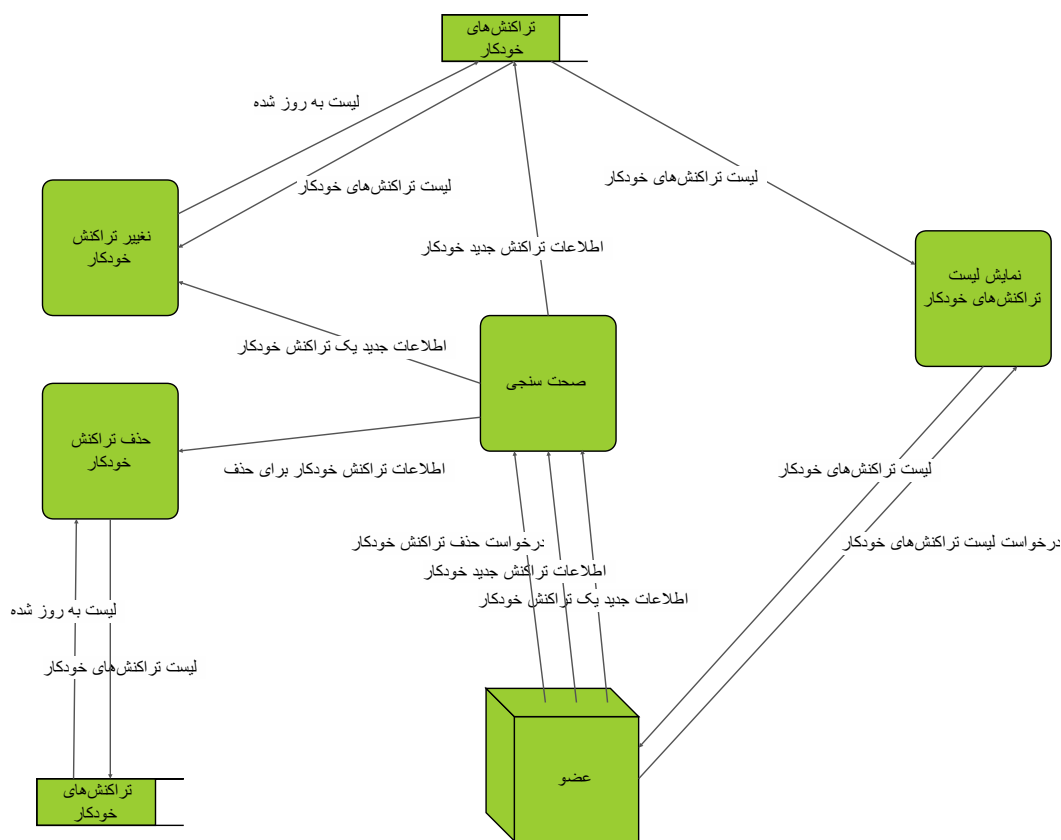 تراکنش‌های
خودکار
لیست به روز شده
لیست تراکنش‌های خودکار
لیست تراکنش‌های خودکار
تغییر تراکنش
خودکار
اطلاعات تراکنش جدید خودکار
نمایش لیست
تراکنش‌های خودکار
اطلاعات جدید یک تراکنش خودکار
صحت سنجی
حذف تراکنش
خودکار
اطلاعات تراکنش خودکار برای حذف
لیست تراکنش‌های خودکار
درخواست حذف تراکنش خودکار
درخواست لیست تراکنش‌های خودکار
اطلاعات تراکنش جدید خودکار
اطلاعات جدید یک تراکنش خودکار
لیست به روز شده
لیست تراکنش‌های خودکار
عضو
تراکنش‌های
خودکار